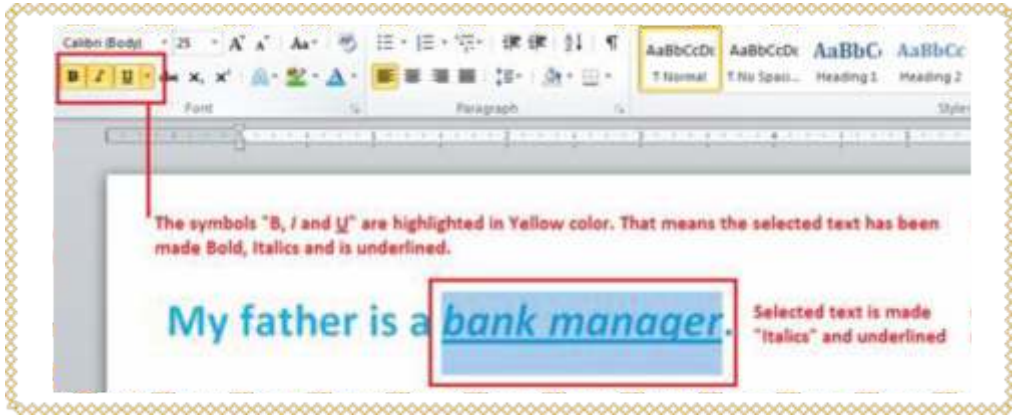 Calibri (Body) 25 A A Aa
B I U abc x, x' A
Font Paragraph Styles
AaBbCcDc AaBbCcDc AaBbC AaBbCc
¶ Normal ¶ No Spaci... Heading 1 Heading 2
The symbols "B, I and U" are highlighted in Yellow color. That means the selected text has been
made Bold, Italics and is underlined.
My father is a bank manager.
Selected text is made
"Italics" and underlined